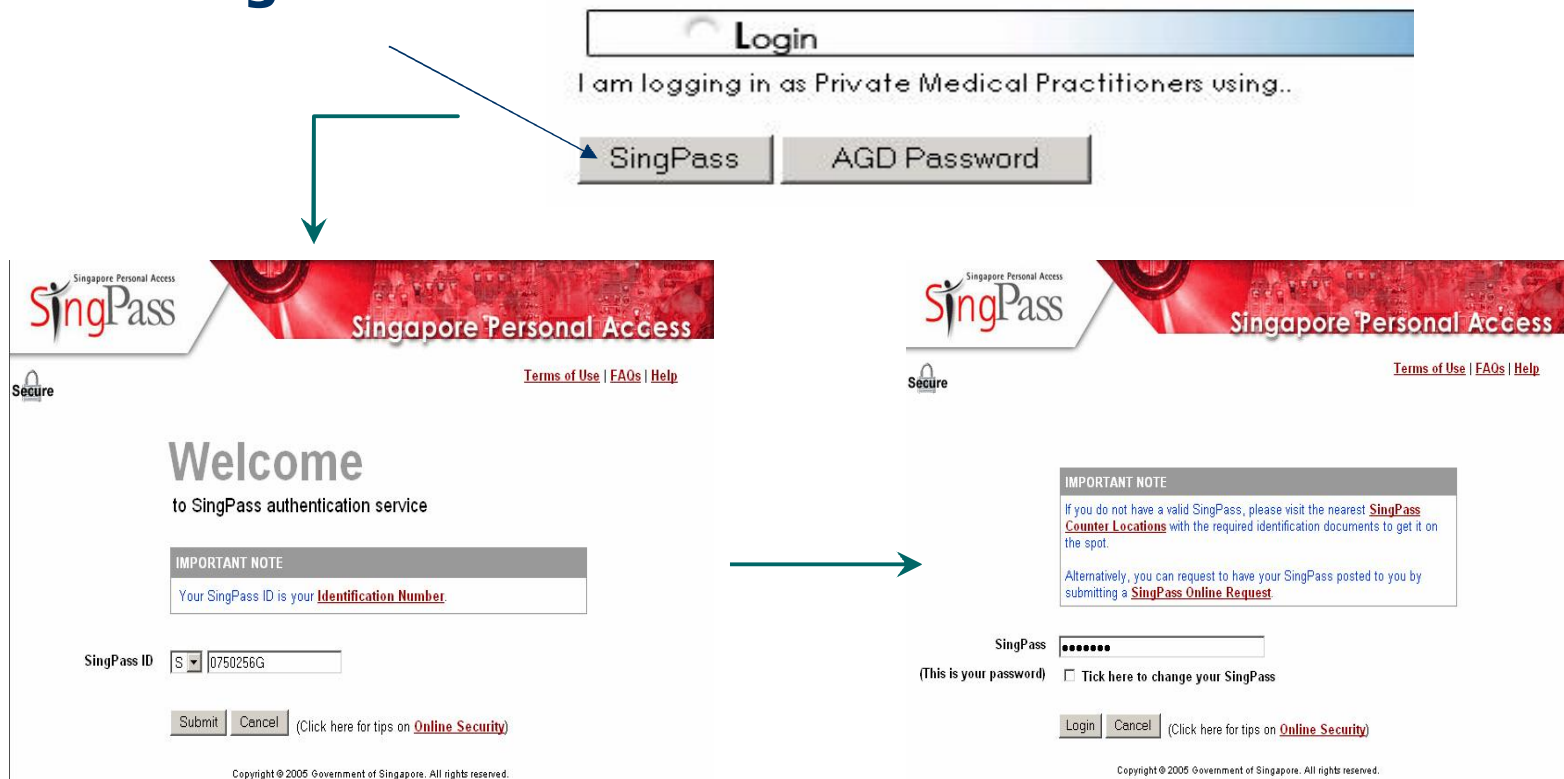 Login
I am logging in as Private Medical Practitioners using..
SingPass AGD Password
Singapore Personal Access
SingPass
Singapore Personal Access
Secure
Terms of Use | FAQs | Help
Welcome
to SingPass authentication service
IMPORTANT NOTE
Your SingPass ID is your Identification Number.
SingPass ID S 0750256G
Submit Cancel (Click here for tips on Online Security)
Copyright © 2005 Government of Singapore. All rights reserved.
Singapore Personal Access
SingPass
Singapore Personal Access
Secure
Terms of Use | FAQs | Help
IMPORTANT NOTE
If you do not have a valid SingPass, please visit the nearest SingPass
Counter Locations with the required identification documents to get it on
the spot.
Alternatively, you can request to have your SingPass posted to you by
submitting a SingPass Online Request.
SingPass •••••••
(This is your password) Tick here to change your SingPass
Login Cancel (Click here for tips on Online Security)
Copyright © 2005 Government of Singapore. All rights reserved.